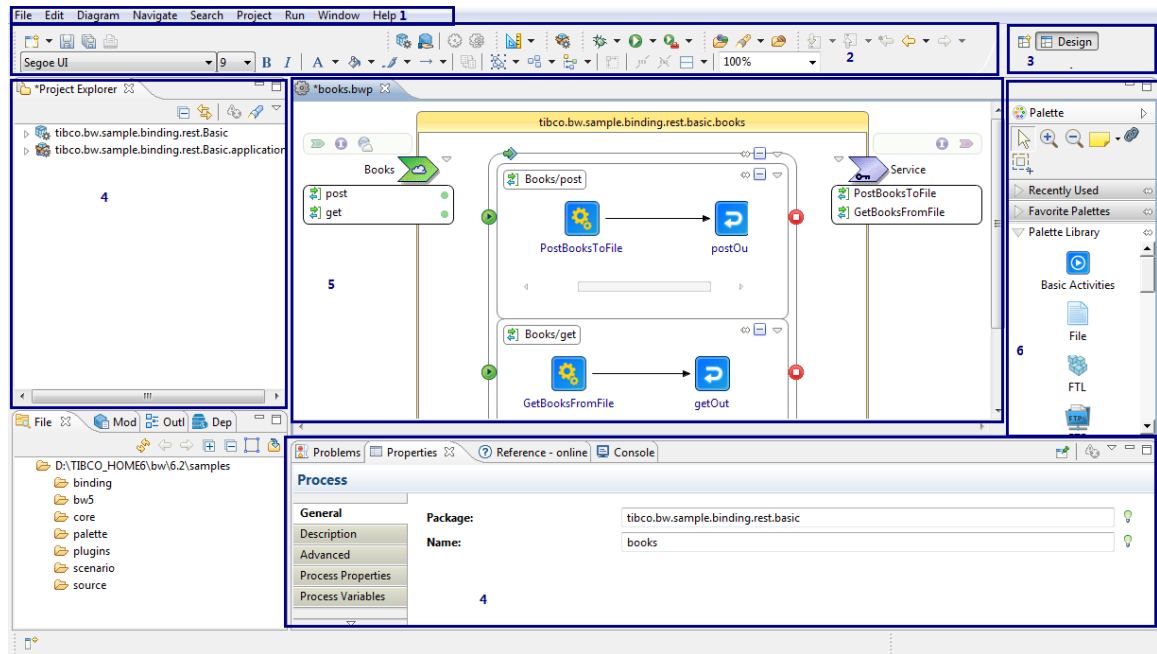 File Edit Diagram Navigate Search Project Run Window Help 1
2
Segoe UI 9 B I A 100%
3 Design
*Project Explorer
tibco.bw.sample.binding.rest.Basic
tibco.bw.sample.binding.rest.Basic.application
4
*books.bwp
tibco.bw.sample.binding.rest.basic.books
Books
post
get
Books/post
PostBooksToFile
postOu
Books/get
GetBooksFromFile
getOut
Service
PostBooksToFile
GetBooksFromFile
5
Palette
Recently Used
Favorite Palettes
Palette Library
Basic Activities
File
FTL
FTPs
6
File Mod Outl Dep
D:\TIBCO_HOME6\bw\6.2\samples
binding
bw5
core
palette
plugins
scenario
source
Problems Properties Reference - online Console
Process
General
Description
Advanced
Process Properties
Process Variables
Package: tibco.bw.sample.binding.rest.basic
Name: books
4